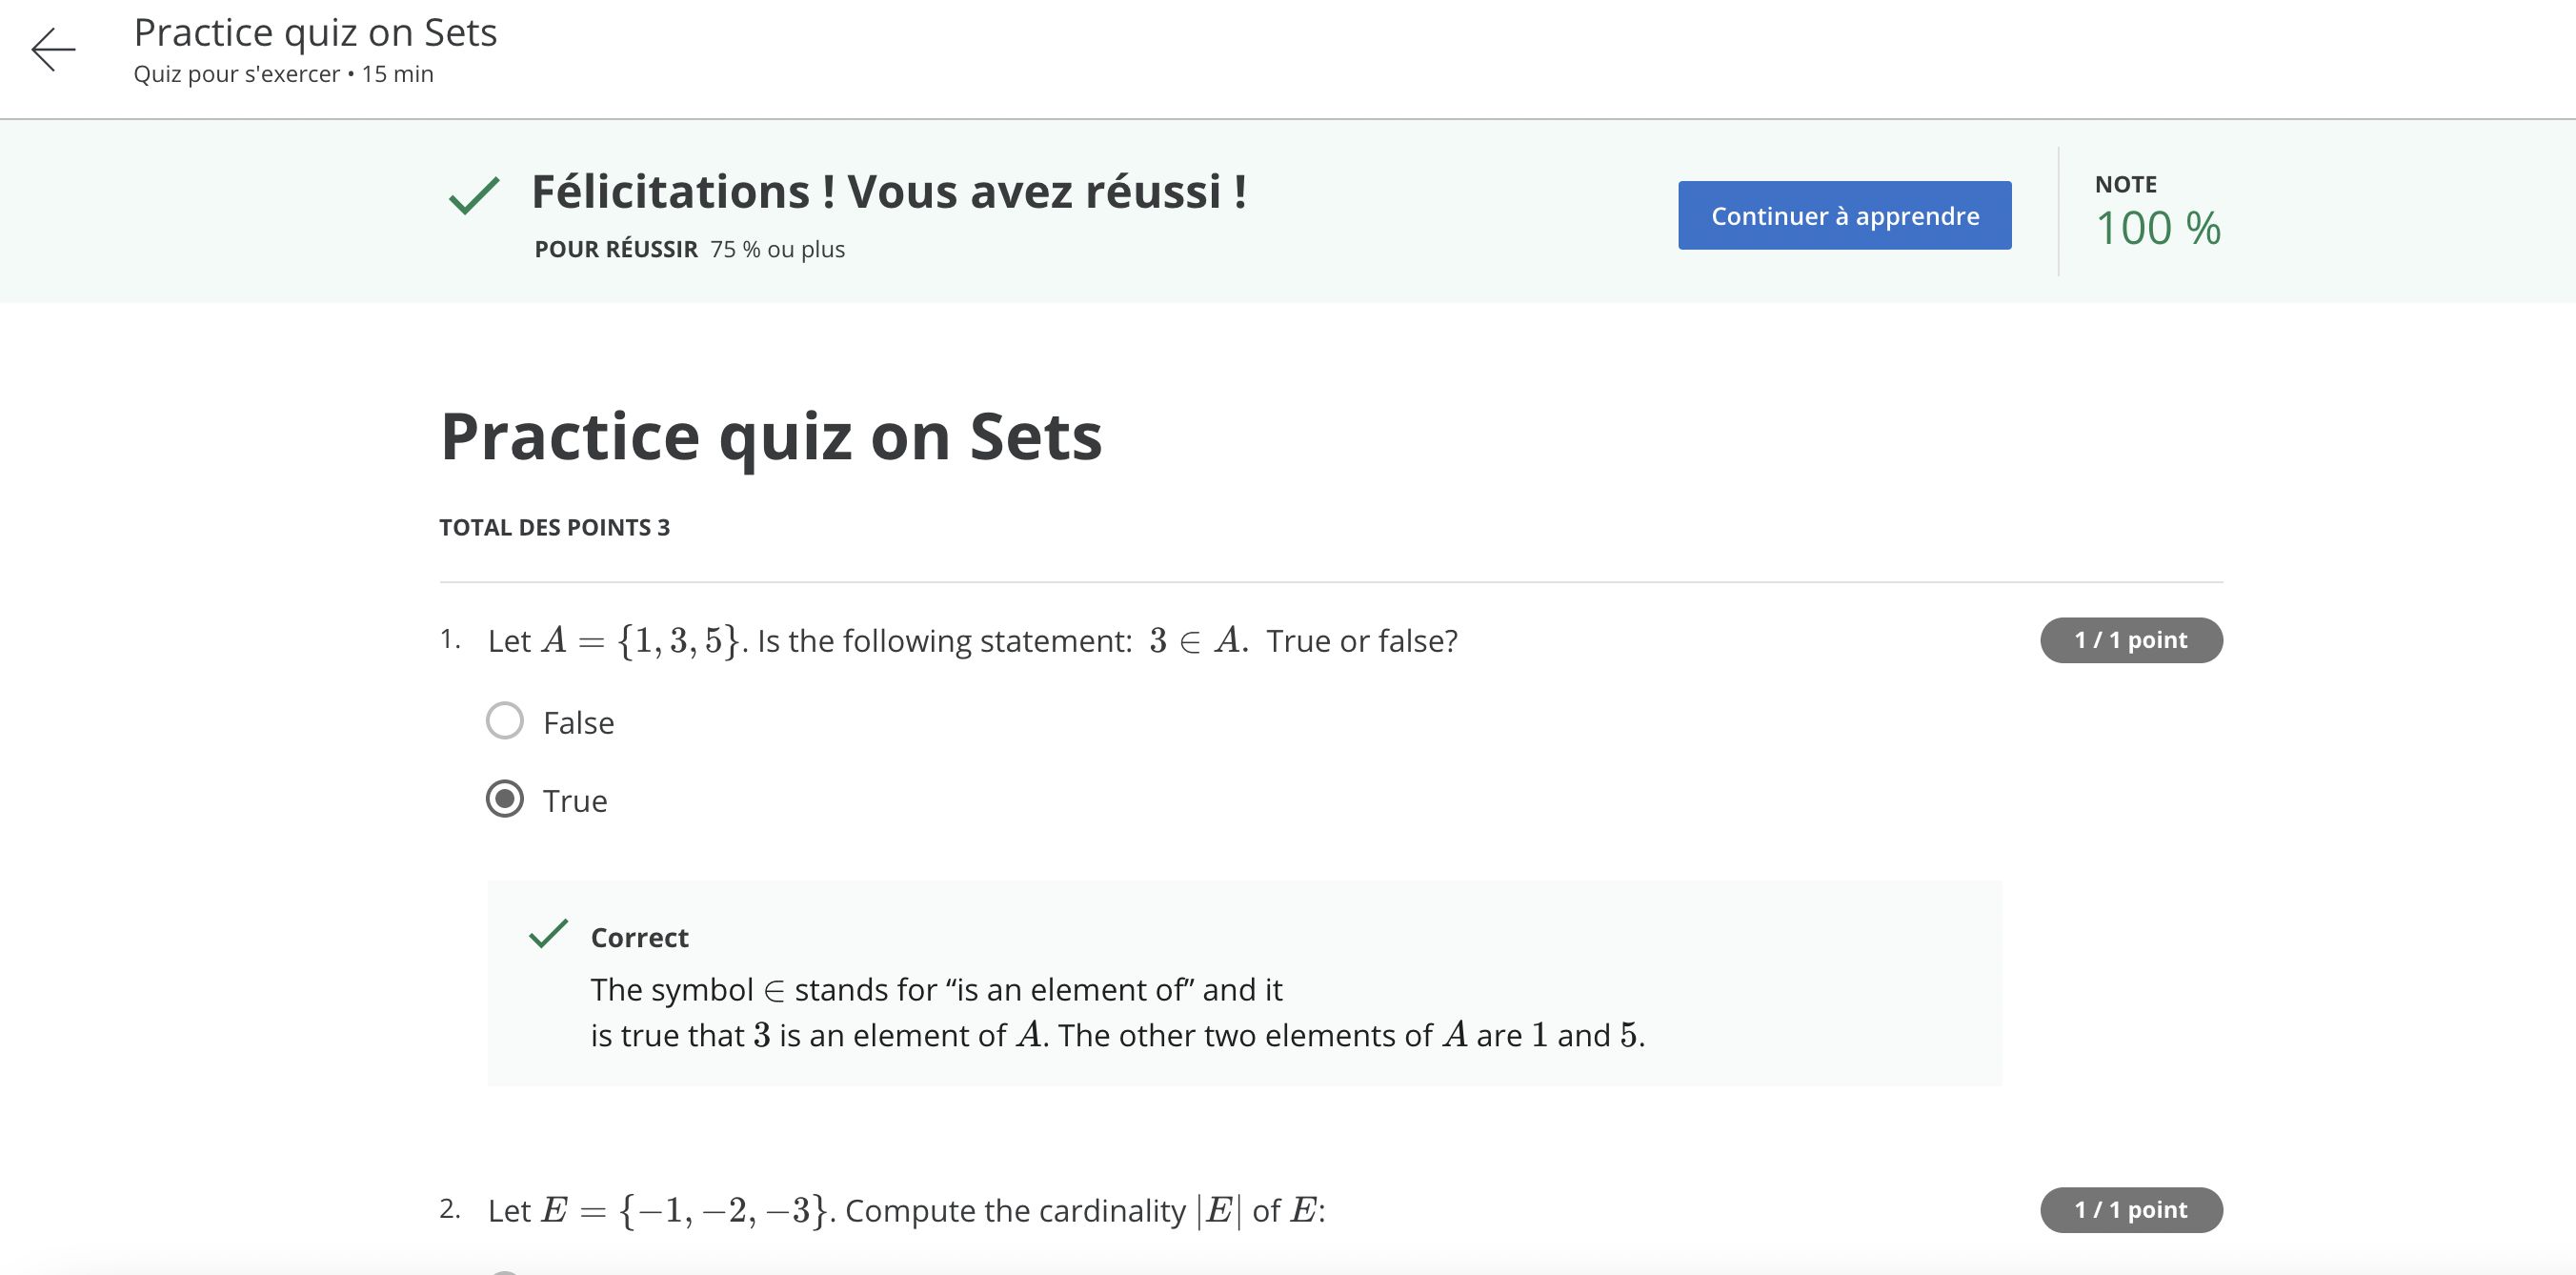 Practice quiz on Sets
Quiz pour s'exercer • 15 min
Félicitations ! Vous avez réussi !
POUR RÉUSSIR 75 % ou plus
Continuer à apprendre
NOTE
100 %
Practice quiz on Sets
TOTAL DES POINTS 3
1. Let A = {1, 3, 5}. Is the following statement: 3 ∈ A. True or false?
1 / 1 point
False
True
Correct
The symbol ∈ stands for “is an element of” and it
is true that 3 is an element of A. The other two elements of A are 1 and 5.
2. Let E = {−1, −2, −3}. Compute the cardinality |E| of E:
1 / 1 point